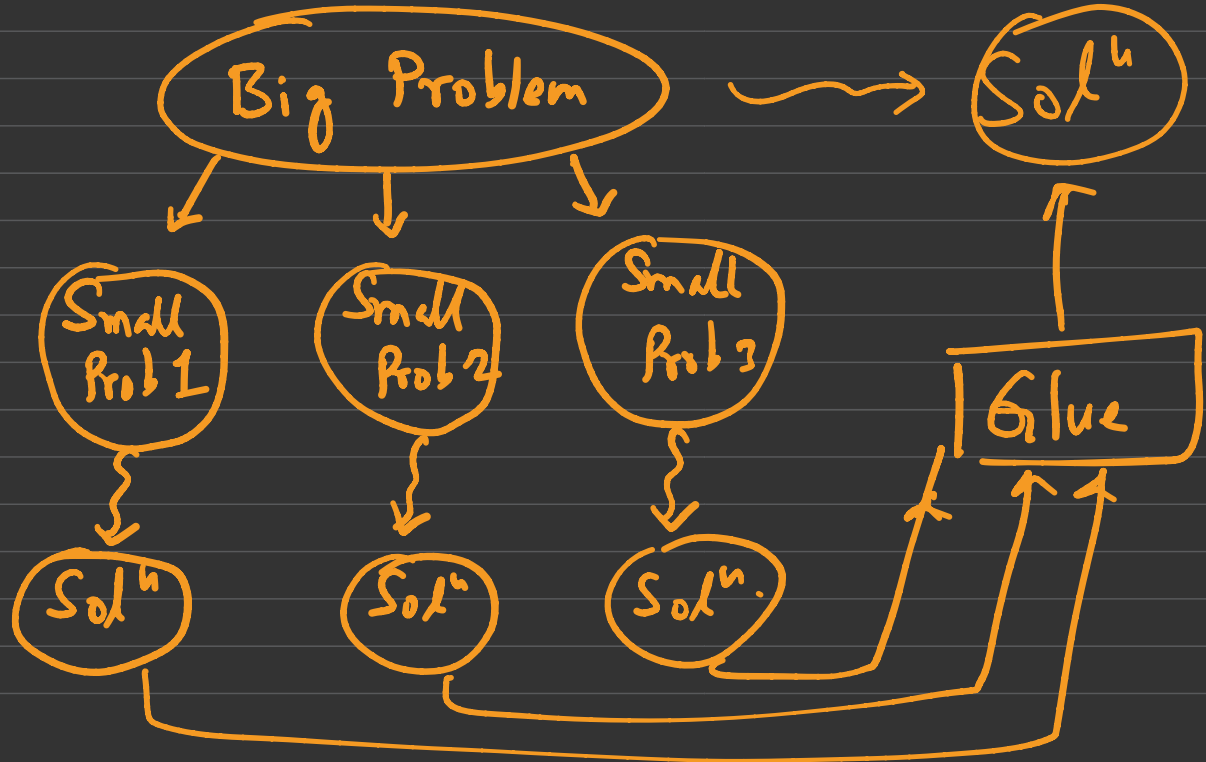 Big Problem
Solⁿ
Small
Prob 1
Small
Prob 2
Small
Prob 3
Glue
Solⁿ
Solⁿ
Solⁿ.